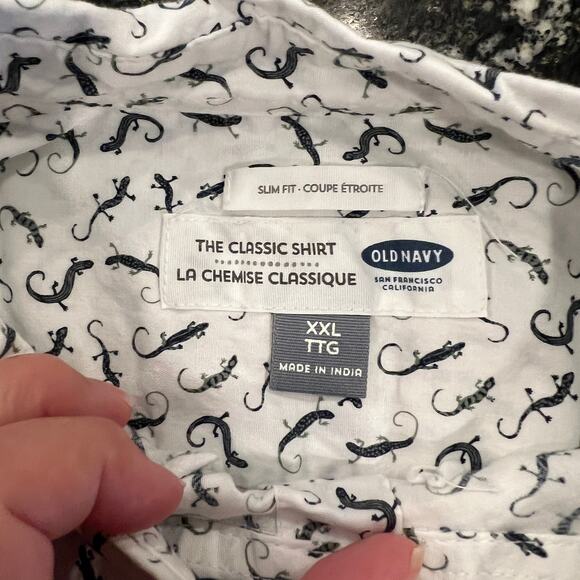 SLIM FIT · COUPE ÉTROITE
THE CLASSIC SHIRT
LA CHEMISE CLASSIQUE
OLD NAVY
SAN FRANCISCO
CALIFORNIA
XXL
TTG
MADE IN INDIA